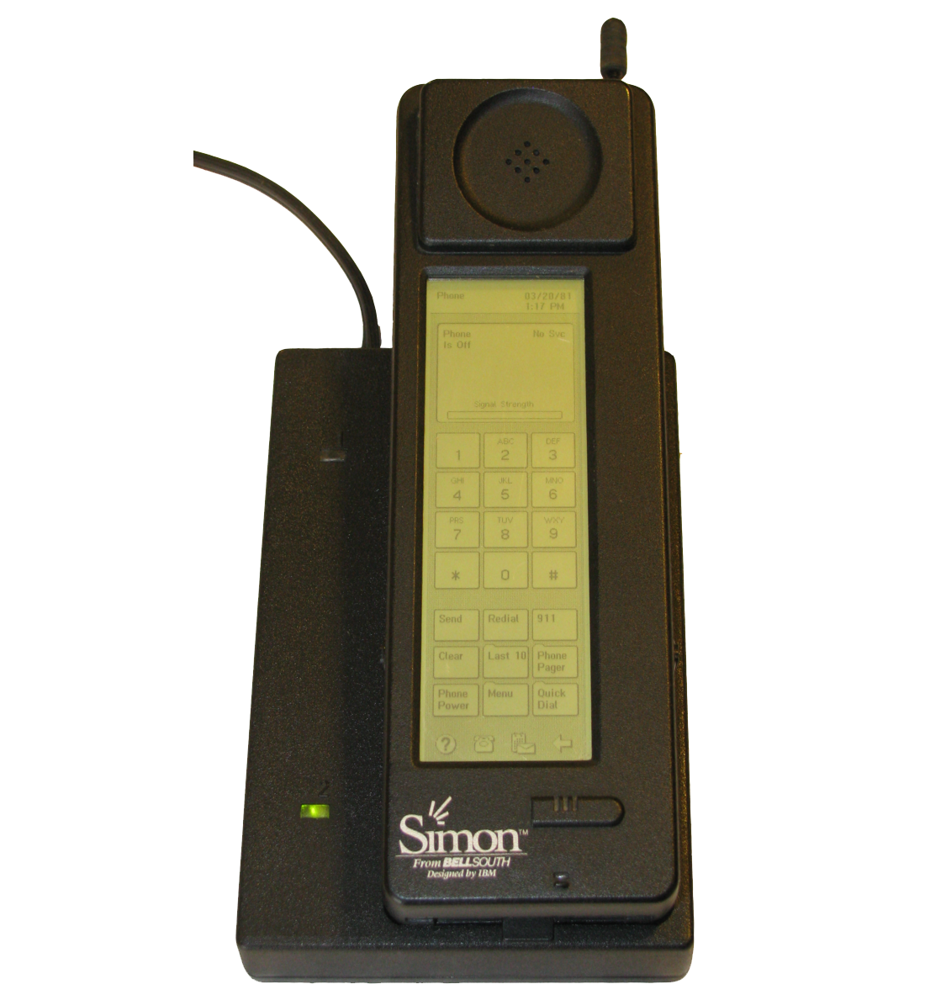 Phone 03/20/81
1:17 PM
Phone No Svc
Is Off
Signal Strength
1 ABC 2 DEF 3
GHI 4 JKL 5 MNO 6
PRS 7 TUV 8 WXY 9
* 0 #
Send Redial 911
Clear Last 10 Phone Pager
Phone Power Menu Quick Dial
?
Simon™
From BELLSOUTH
Designed by IBM
2